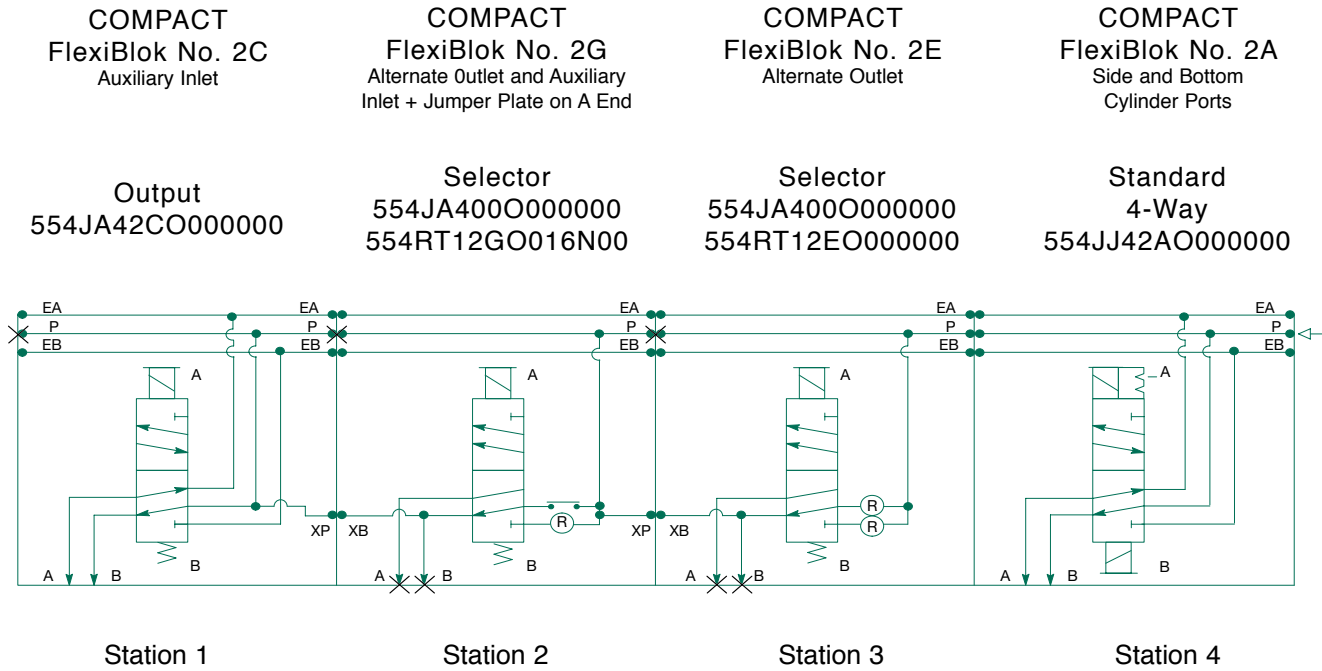 COMPACT
FlexiBlok No. 2C
Auxiliary Inlet
COMPACT
FlexiBlok No. 2G
Alternate 0utlet and Auxiliary
Inlet + Jumper Plate on A End
COMPACT
FlexiBlok No. 2E
Alternate Outlet
COMPACT
FlexiBlok No. 2A
Side and Bottom
Cylinder Ports
Output
554JA42CO000000
Selector
554JA400O000000
554RT12GO016N00
Selector
554JA400O000000
554RT12EO000000
Standard
4-Way
554JJ42AO000000
EA EA EA EA EA
P P P P P
EB EB EB EB EB
A A A A
R R
XP XB R XP XB R
B B B B
A B A B A B A B
Station 1 Station 2 Station 3 Station 4